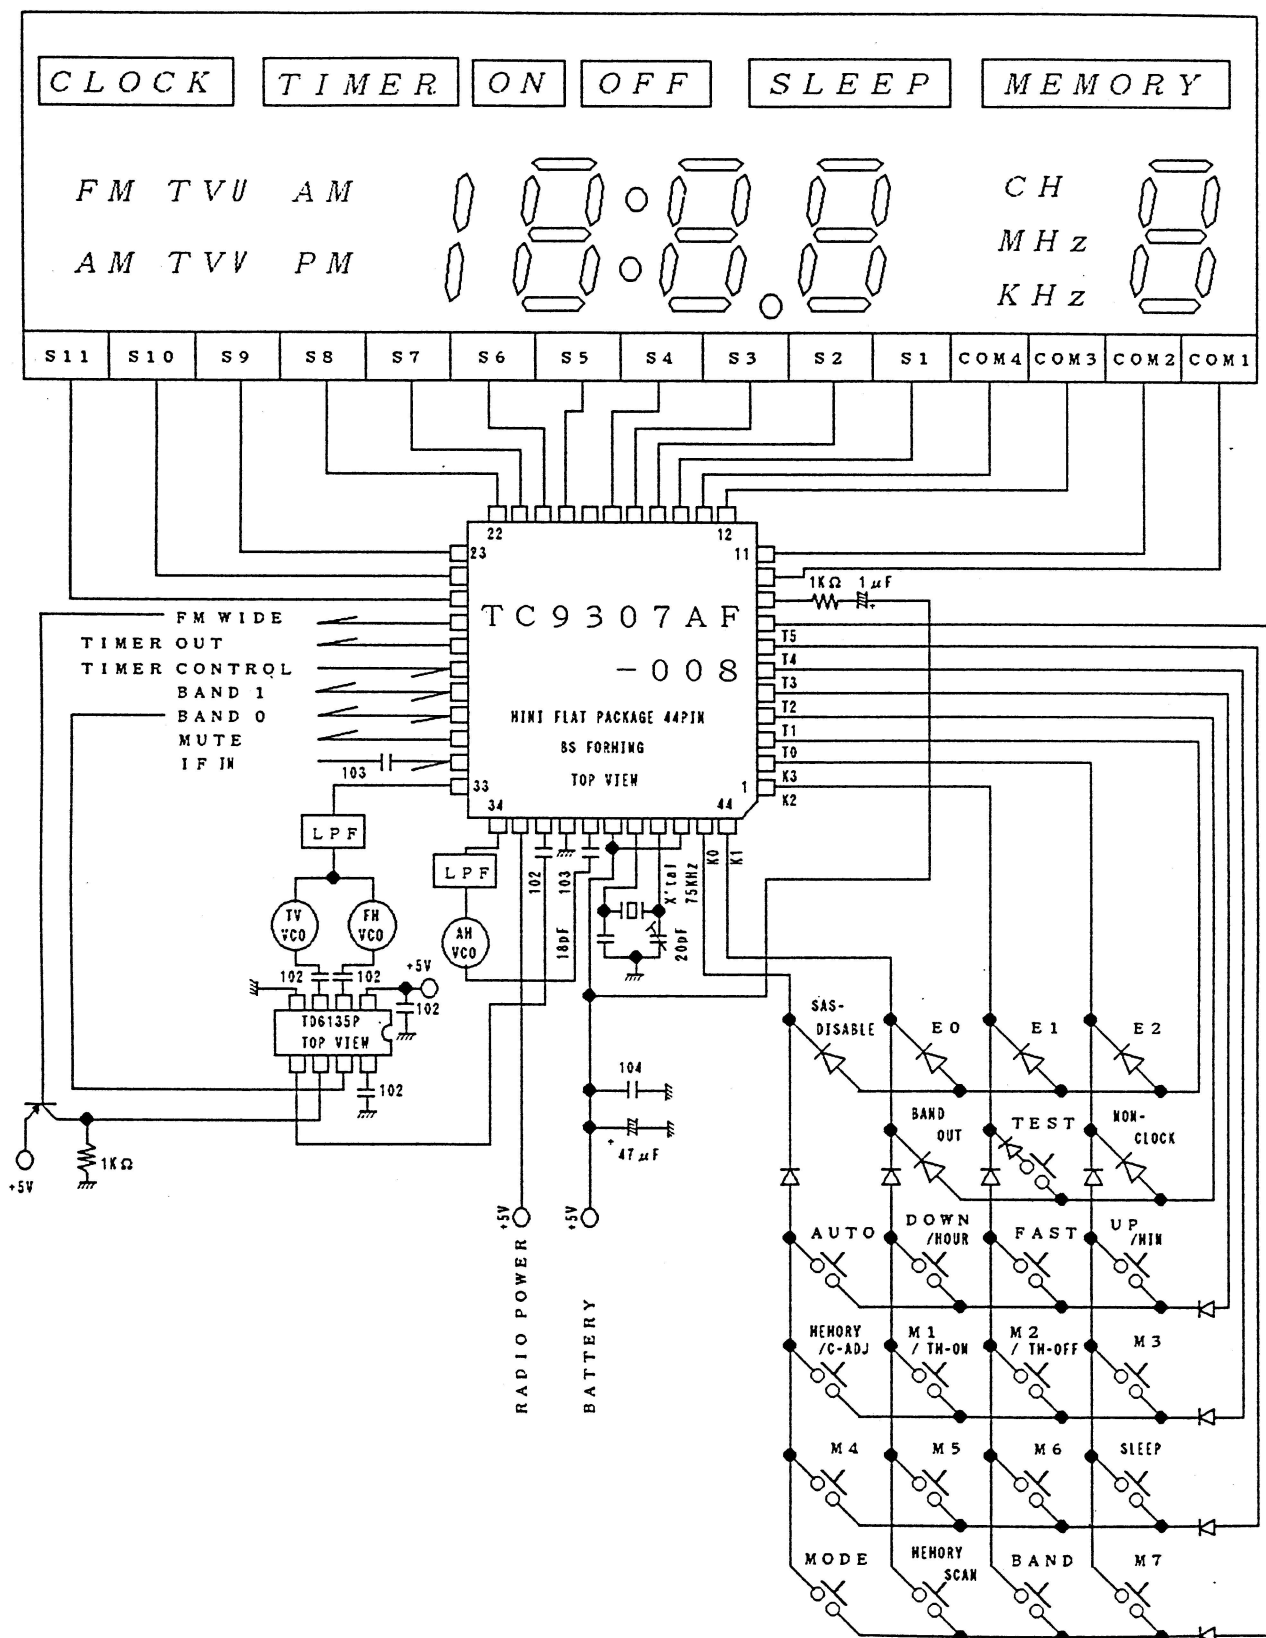 CLOCK TIMER ON OFF SLEEP MEMORY
FM TVU AM
CH
MHz
AM TVV PM
KHz
S11 S10 S9 S8 S7 S6 S5 S4 S3 S2 S1 COM4 COM3 COM2 COM1
22 12
23 11
1KΩ 1μF
+
TC9307AF
-008
MINI FLAT PACKAGE 44PIN
BS FORMING
TOP VIEW
FM WIDE
TIMER OUT
TIMER CONTROL
BAND 1
BAND 0
MUTE
IF IN
103
T5
T4
T3
T2
T1
T0
K3
K2
33 1
34 44
LPF
LPF
102
103
X'tal
75KHz
K0
K1
TV
VCO
FM
VCO
AM
VCO
18pF
20pF
102
102
+5V
102
TD6135P
TOP VIEW
102
104
+
47μF
1KΩ
+5V
+5V
+5V
RADIO POWER
BATTERY
SAS-
DISABLE
E0 E1 E2
BAND
OUT
TEST
NON-
CLOCK
AUTO
DOWN
/HOUR
FAST
UP
/MIN
MEMORY
/C-ADJ
M1
/TM-ON
M2
/TM-OFF
M3
M4 M5 M6 SLEEP
MODE
MEMORY
SCAN
BAND M7